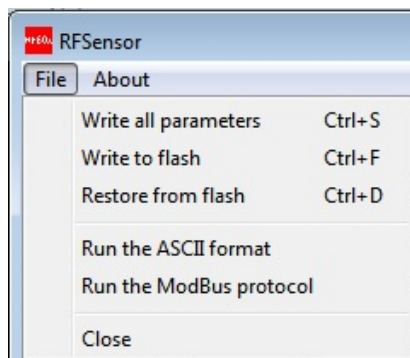 RFSensor
File About
Write all parameters Ctrl+S
Write to flash Ctrl+F
Restore from flash Ctrl+D
Run the ASCII format
Run the ModBus protocol
Close